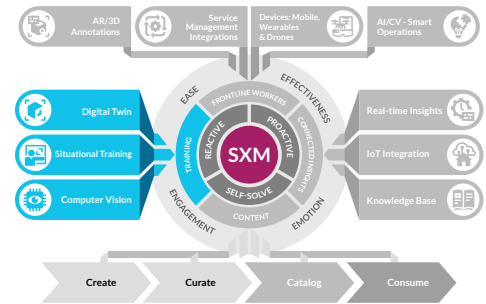 AR/3D
Annotations
Service
Management
Integrations
Devices: Mobile,
Wearables
& Drones
AI/CV - Smart
Operations
EASE
EFFECTIVENESS
FRONTLINE WORKERS
Digital Twin
Situational Training
Computer Vision
TRAINING
REACTIVE
PROACTIVE
SXM
SELF-SOLVE
CONNECTED INSIGHTS
CONTENT
ENGAGEMENT
EMOTION
Real-time Insights
IoT Integration
Knowledge Base
Create
Curate
Catalog
Consume